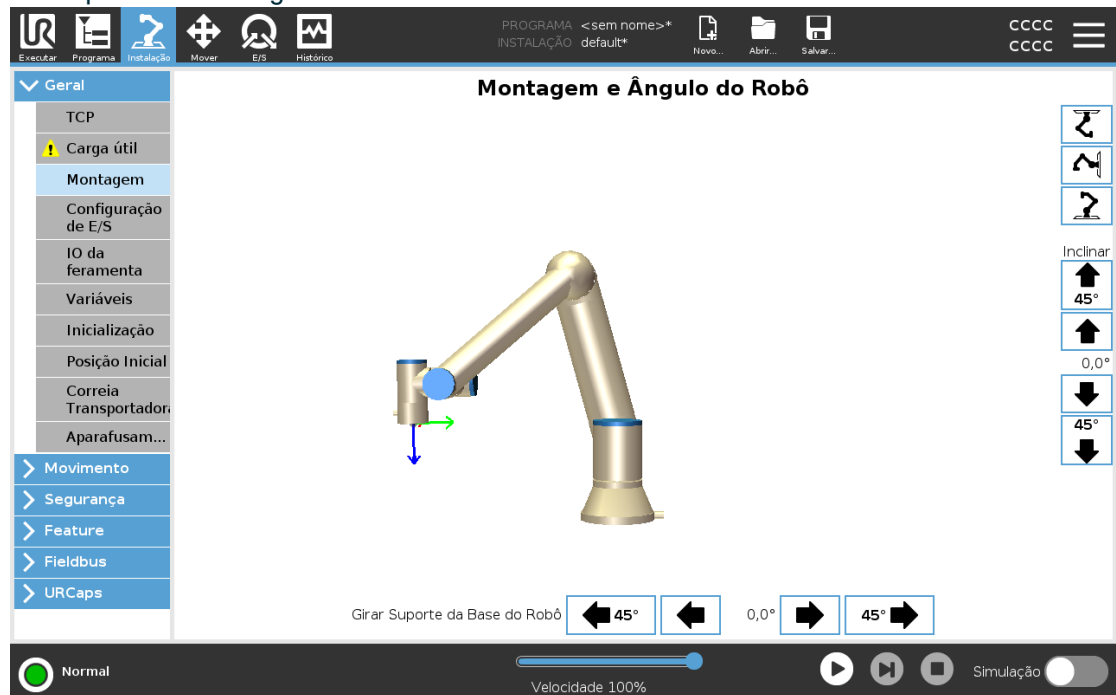 UR
PROGRAMA <sem nome>*
INSTALAÇÃO default*
CCCC
CCCC
Executar Programa Instalação Mover E/S Histórico Novo... Abrir... Salvar...
Geral
Montagem e Ângulo do Robô
TCP
Carga útil
Montagem
Configuração
de E/S
IO da
feramenta
Variáveis
Inicialização
Posição Inicial
Correia
Transportadora
Aparafusam...
Movimento
Segurança
Feature
Fieldbus
URCaps
Inclinar
45°
0,0°
45°
Girar Suporte da Base do Robô 45° 0,0° 45°
Normal
Velocidade 100%
Simulação